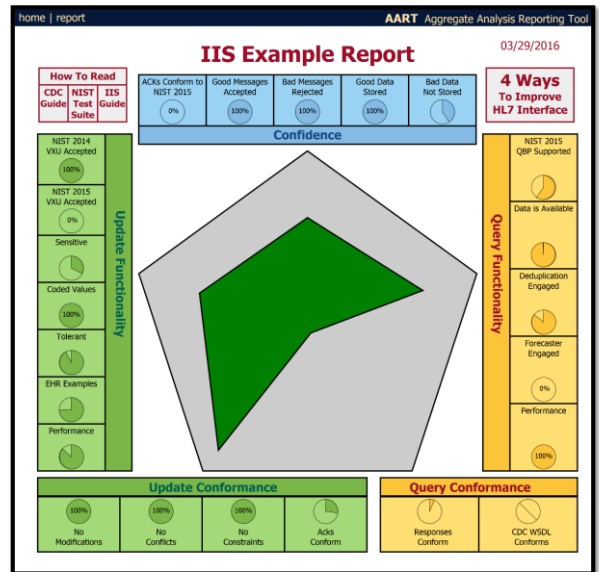 home | report
AART Aggregate Analysis Reporting Tool
IIS Example Report
03/29/2016
How To Read
CDC Guide
NIST Test Suite
IIS Guide
ACKs Conform to
NIST 2015
0%
Good Messages
Accepted
100%
Bad Messages
Rejected
100%
Good Data
Stored
100%
Bad Data
Not Stored
Confidence
4 Ways
To Improve
HL7 Interface
NIST 2014
VXU Accepted
100%
NIST 2015
VXU Accepted
0%
Sensitive
Coded Values
100%
Tolerant
EHR Examples
Performance
Update Functionality
Query Functionality
NIST 2015
QBP Supported
Data is Available
Deduplication
Engaged
Forecaster
Engaged
0%
Performance
100%
Update Conformance
100%
No
Modifications
100%
No
Conflicts
100%
No
Constraints
Acks
Conform
Query Conformance
Responses
Conform
CDC WSDL
Conforms